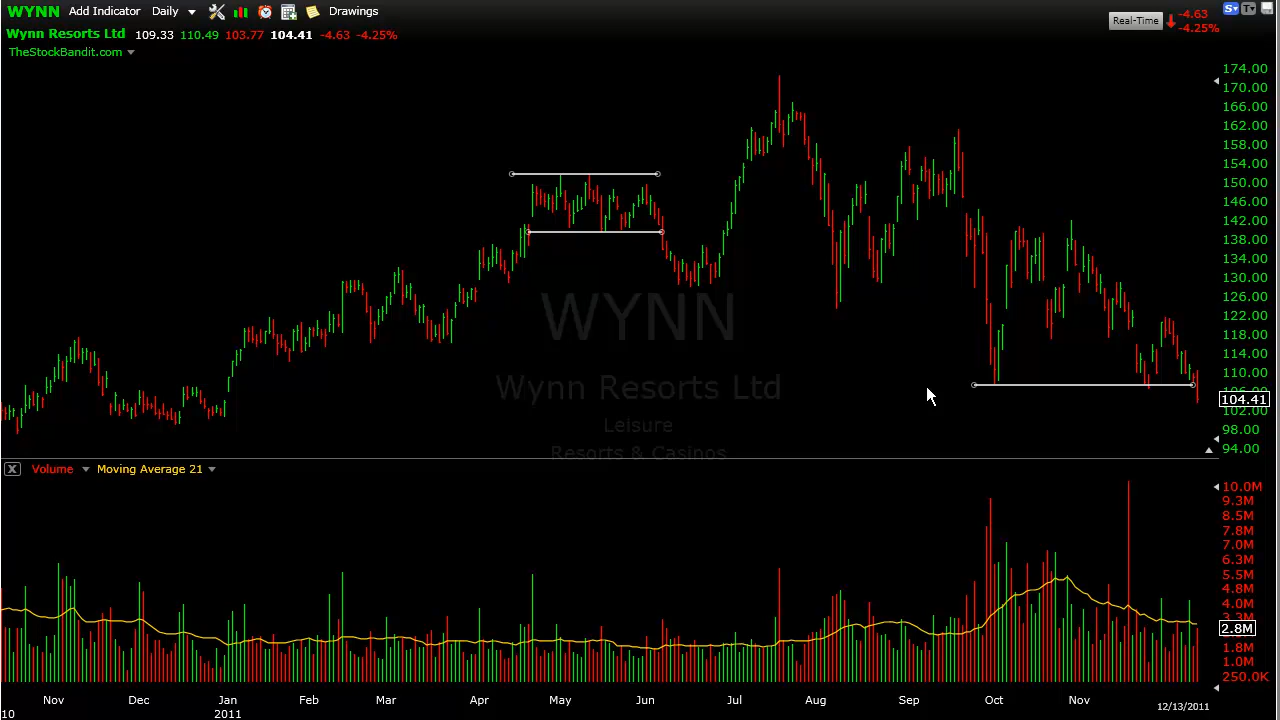 WYNN Add Indicator Daily Drawings
Wynn Resorts Ltd 109.33 110.49 103.77 104.41 -4.63 -4.25%
TheStockBandit.com
Real-Time -4.63
-4.25%
S T
174.00
170.00
166.00
162.00
158.00
154.00
150.00
146.00
142.00
138.00
134.00
130.00
126.00
122.00
118.00
114.00
110.00
106.00
104.41
102.00
98.00
94.00
WYNN
Wynn Resorts Ltd
Leisure
Resorts & Casinos
X Volume Moving Average 21
10.0M
9.3M
8.5M
7.8M
7.0M
6.3M
5.5M
4.8M
4.0M
3.3M
2.8M
1.8M
1.0M
250.0K
Nov Dec Jan Feb Mar Apr May Jun Jul Aug Sep Oct Nov
10 2011 12/13/2011